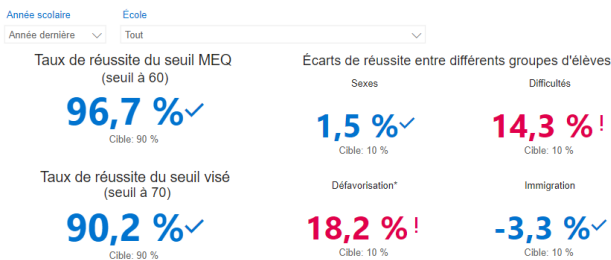 Année scolaire
École
Année dernière
Tout
Taux de réussite du seuil MEQ
(seuil à 60)
96,7 %
Cible: 90 %
Taux de réussite du seuil visé
(seuil à 70)
90,2 %
Cible: 90 %
Écarts de réussite entre différents groupes d'élèves
Sexes
Difficultés
1,5 %
14,3 % !
Cible: 10 %
Cible: 10 %
Défavorisation*
Immigration
18,2 % !
-3,3 %
Cible: 10 %
Cible: 10 %